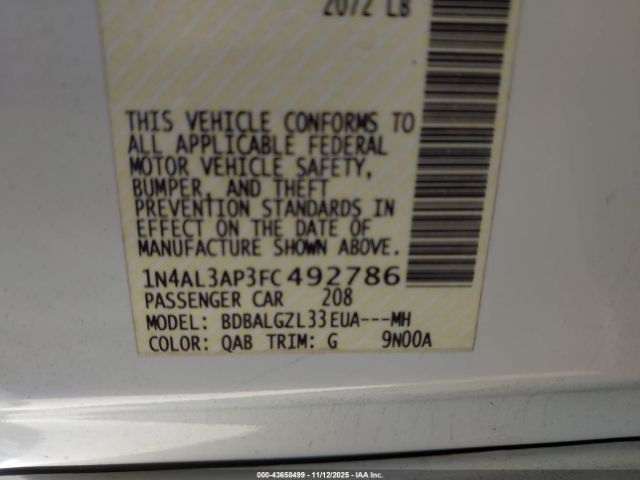 2072 LB
THIS VEHICLE CONFORMS TO
ALL APPLICABLE FEDERAL
MOTOR VEHICLE SAFETY,
BUMPER, AND THEFT
PREVENTION STANDARDS IN
EFFECT ON THE DATE OF
MANUFACTURE SHOWN ABOVE.
1N4AL3AP3FC492786
PASSENGER CAR 208
MODEL: BDBALGZL33EUA---MH
COLOR: QAB TRIM: G 9N00A
000-43658499 - 11/12/2025 - IAA Inc.